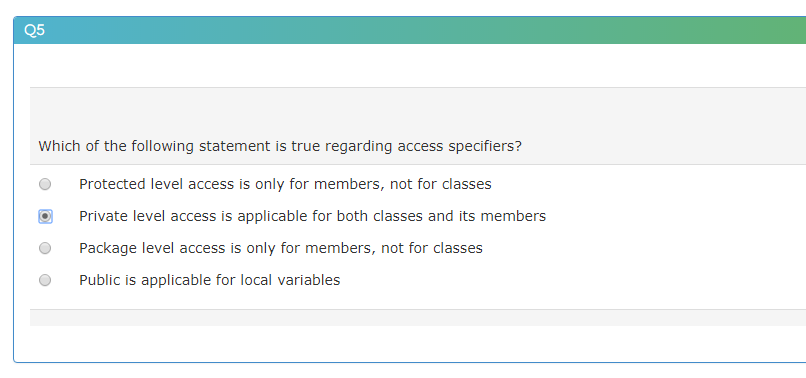 Q5
Which of the following statement is true regarding access specifiers?
Protected level access is only for members, not for classes
Private level access is applicable for both classes and its members
Package level access is only for members, not for classes
Public is applicable for local variables